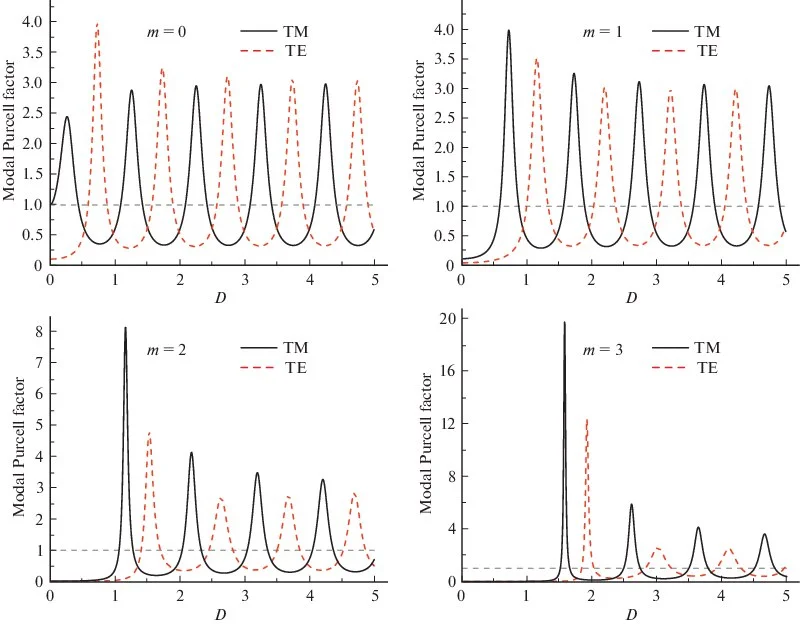 4.0
3.5
3.0
2.5
2.0
1.5
1.0
0.5
0
Modal Purcell factor
m = 0
TM
TE
0 1 2 3 4 5
D
4.0
3.5
3.0
2.5
2.0
1.5
1.0
0.5
0
Modal Purcell factor
m = 1
TM
TE
0 1 2 3 4 5
D
8
7
6
5
4
3
2
1
0
Modal Purcell factor
m = 2
TM
TE
0 1 2 3 4 5
D
20
16
12
8
4
0
Modal Purcell factor
m = 3
TM
TE
0 1 2 3 4 5
D